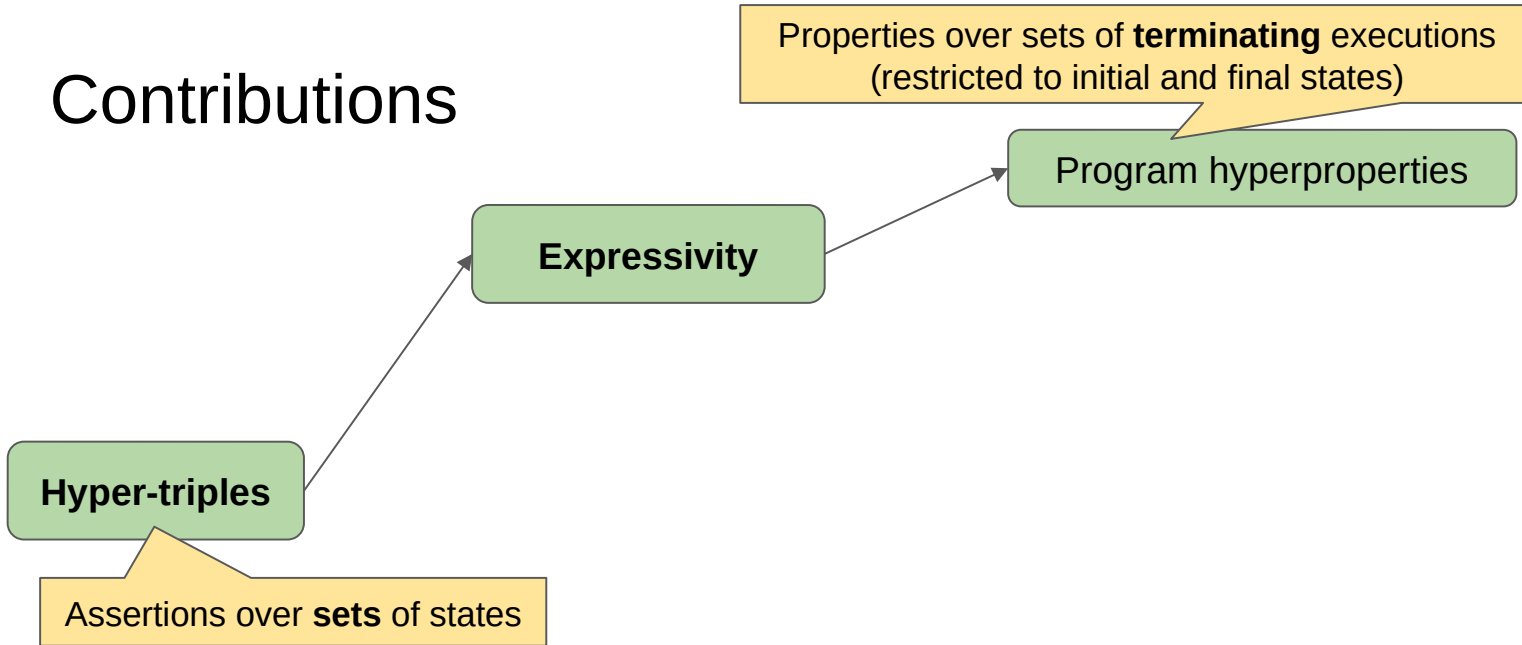 Contributions
Properties over sets of terminating executions
(restricted to initial and final states)
Program hyperproperties
Expressivity
Hyper-triples
Assertions over sets of states